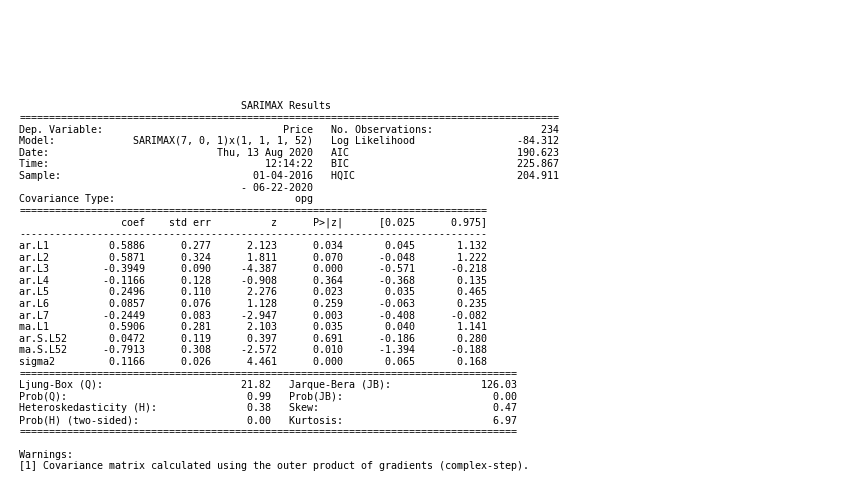 SARIMAX Results
==========================================================================================
Dep. Variable:                              Price   No. Observations:                  234
Model:             SARIMAX(7, 0, 1)x(1, 1, 1, 52)   Log Likelihood                 -84.312
Date:                            Thu, 13 Aug 2020   AIC                            190.623
Time:                                    12:14:22   BIC                            225.867
Sample:                                01-04-2016   HQIC                           204.911
                                     - 06-22-2020
Covariance Type:                              opg
==============================================================================
                 coef    std err          z      P>|z|      [0.025      0.975]
------------------------------------------------------------------------------
ar.L1          0.5886      0.277      2.123      0.034       0.045       1.132
ar.L2          0.5871      0.324      1.811      0.070      -0.048       1.222
ar.L3         -0.3949      0.090     -4.387      0.000      -0.571      -0.218
ar.L4         -0.1166      0.128     -0.908      0.364      -0.368       0.135
ar.L5          0.2496      0.110      2.276      0.023       0.035       0.465
ar.L6          0.0857      0.076      1.128      0.259      -0.063       0.235
ar.L7         -0.2449      0.083     -2.947      0.003      -0.408      -0.082
ma.L1          0.5906      0.281      2.103      0.035       0.040       1.141
ar.S.L52       0.0472      0.119      0.397      0.691      -0.186       0.280
ma.S.L52      -0.7913      0.308     -2.572      0.010      -1.394      -0.188
sigma2         0.1166      0.026      4.461      0.000       0.065       0.168
===================================================================================
Ljung-Box (Q):                       21.82   Jarque-Bera (JB):               126.03
Prob(Q):                              0.99   Prob(JB):                         0.00
Heteroskedasticity (H):               0.38   Skew:                             0.47
Prob(H) (two-sided):                  0.00   Kurtosis:                         6.97
===================================================================================
Warnings:
[1] Covariance matrix calculated using the outer product of gradients (complex-step).